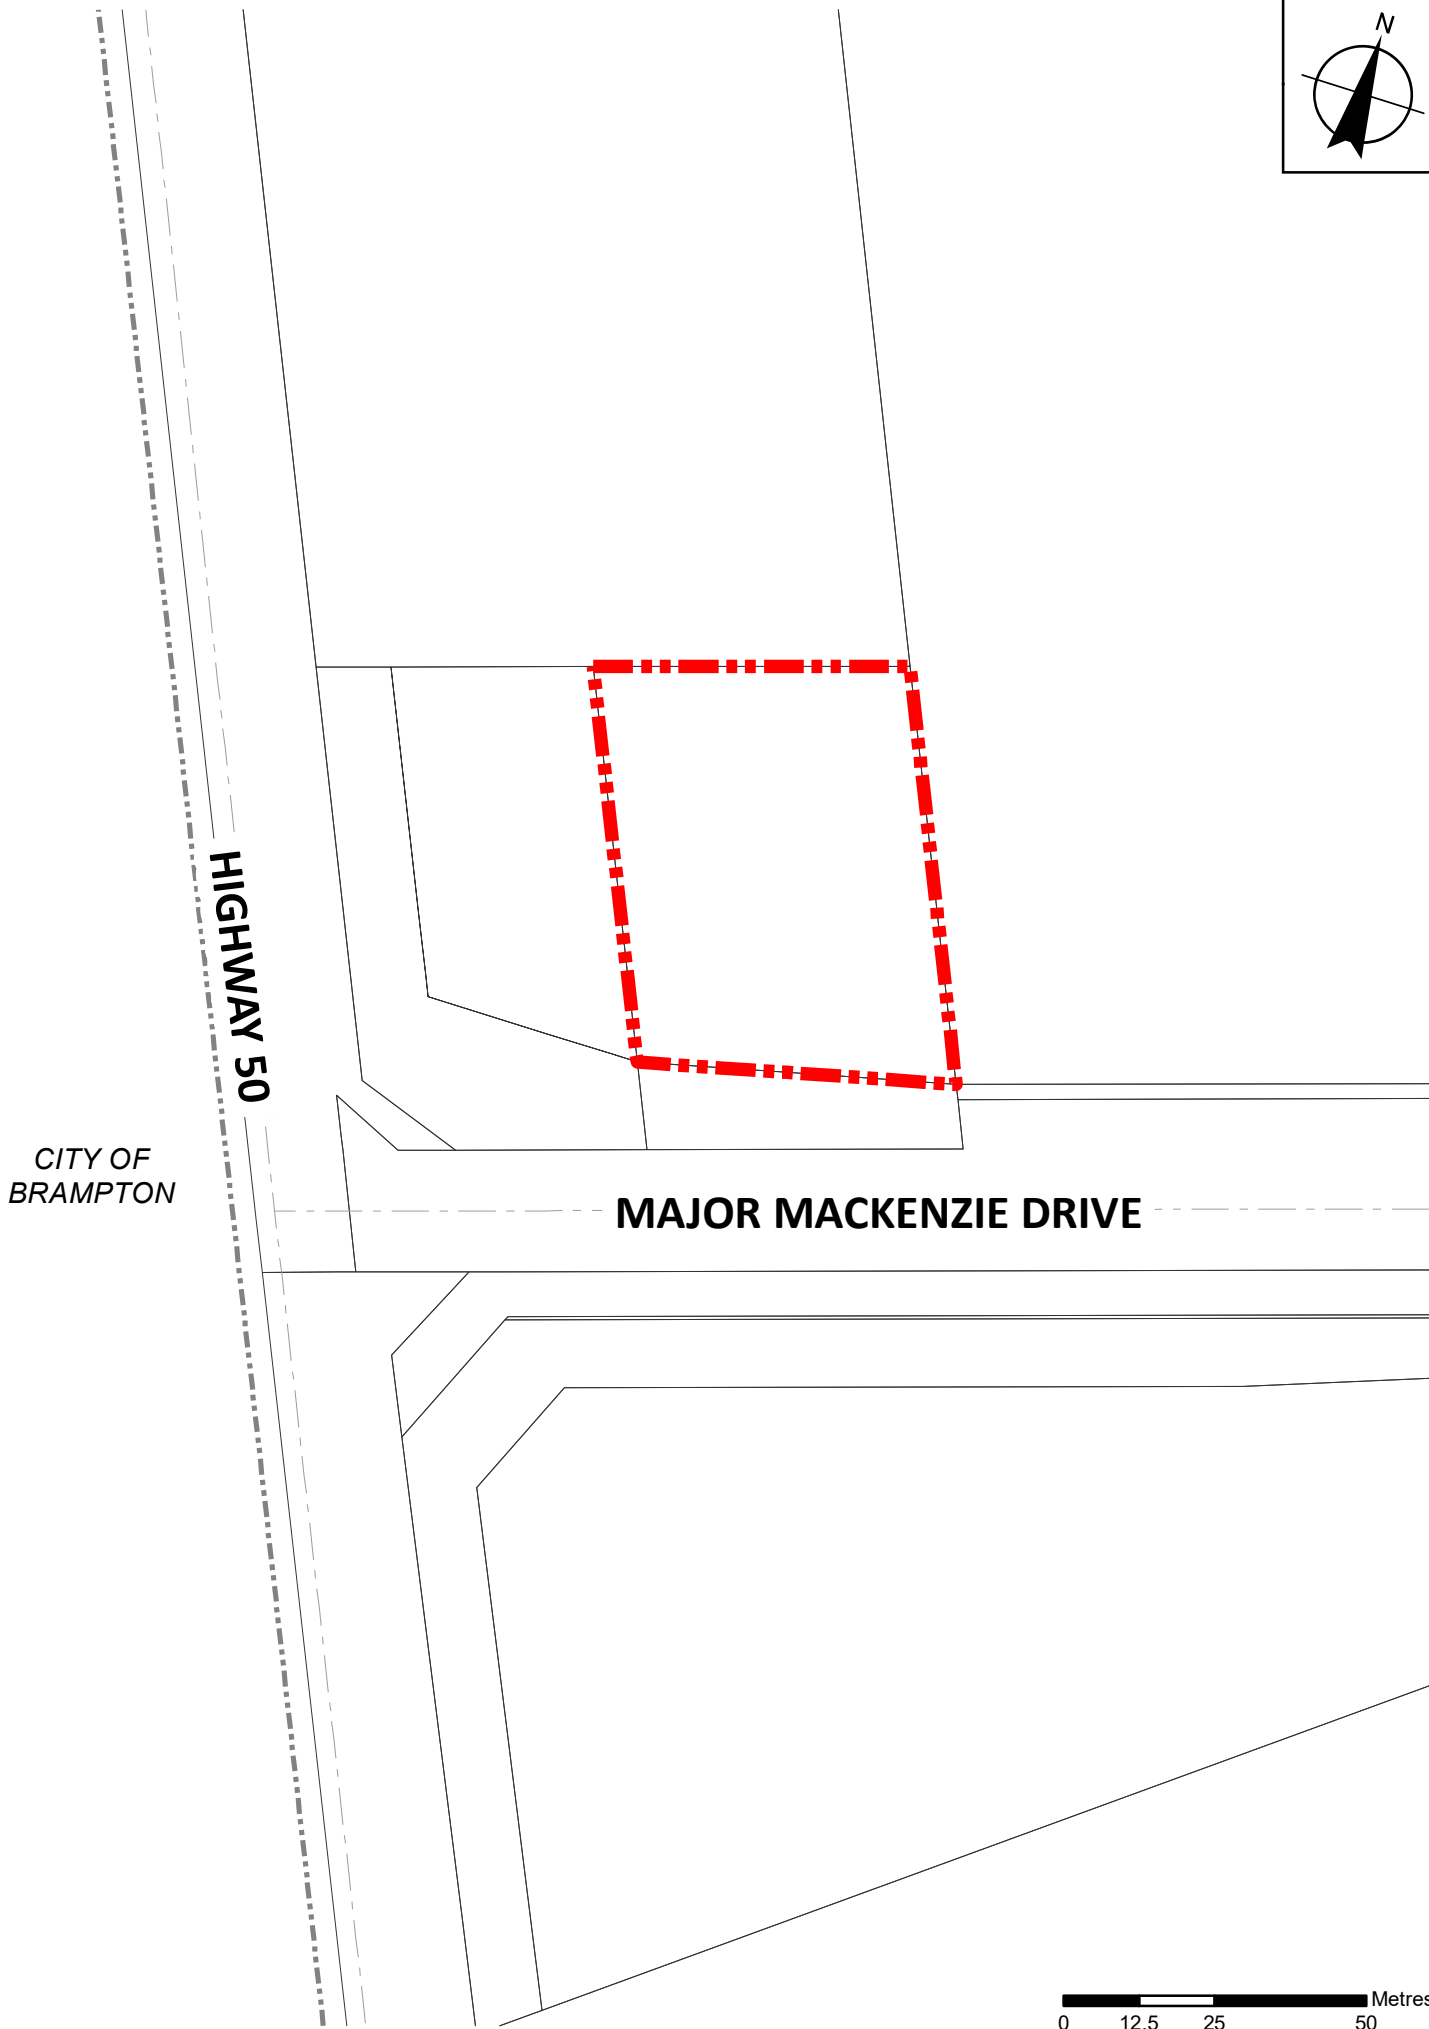 N
HIGHWAY 50
CITY OF
BRAMPTON
MAJOR MACKENZIE DRIVE
Metres
0 12.5 25 50